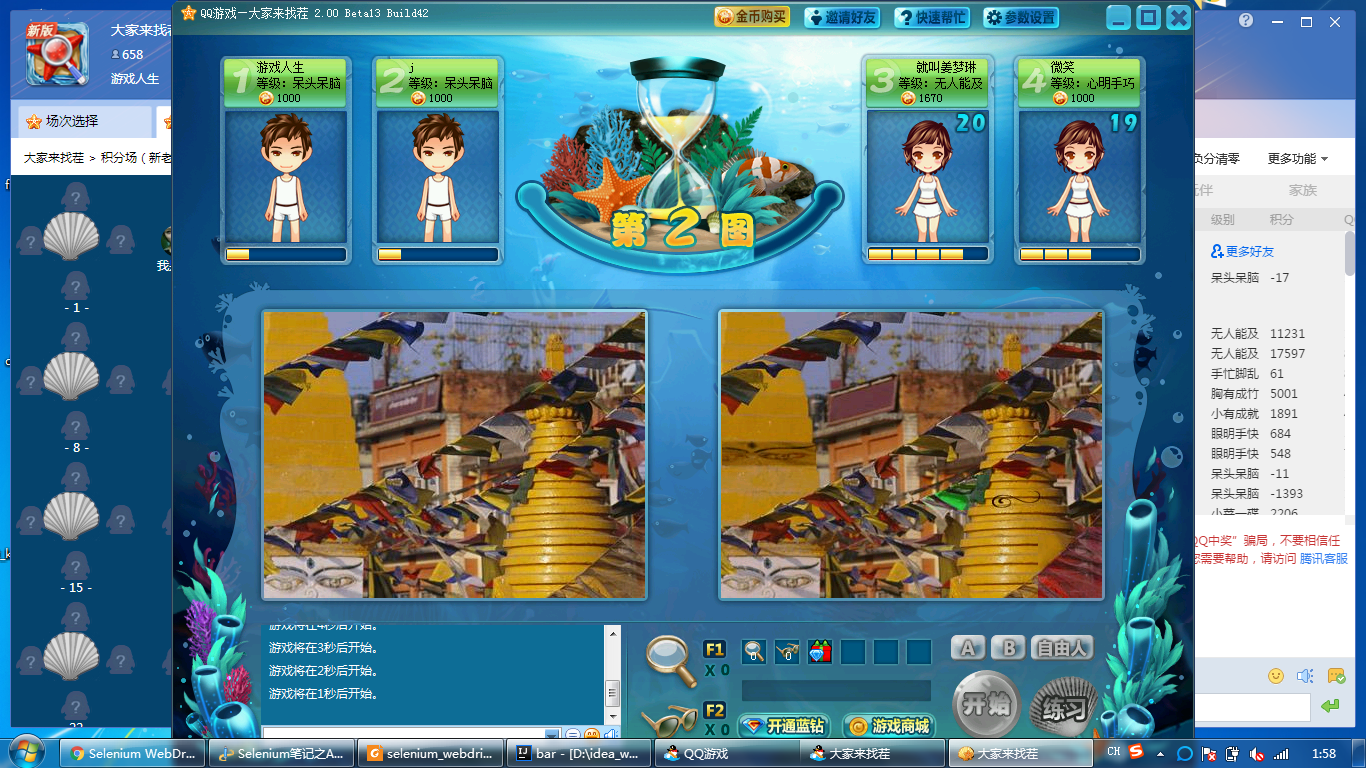 QQ游戏—大家来找茬 2.00 Beta13 Build42
金币购买
邀请好友
快速帮忙
参数设置
新版
658
游戏人生
场次选择
大家来找茬 > 积分场
- 1 -
- 8 -
- 15 -
1
游戏人生
等级：呆头呆脑
1000
2
j
等级：呆头呆脑
1000
第2图
3
就叫姜梦琳
等级：无人能及
1670
20
4
微笑
等级：心明手巧
1000
19
负分清零
更多功能
家族
级别
积分
更多好友
呆头呆脑 -17
无人能及 11231
无人能及 17597
手忙脚乱 61
胸有成竹 5001
小有成就 1891
眼明手快 684
眼明手快 548
呆头呆脑 -11
呆头呆脑 -1393
QQ中奖”骗局，不要相信任
您需要帮助，请访问 腾讯客服
游戏将在4秒后开始。
游戏将在3秒后开始。
游戏将在2秒后开始。
游戏将在1秒后开始。
F1
X 0
F2
X 0
0
0
开通蓝钻
游戏商城
A
B
自由人
开始
练习
Selenium WebDr...
Selenium笔记之A...
selenium_webdri...
bar - [D:\idea_w...
QQ游戏
大家来找茬
大家来找茬
CH
1:58